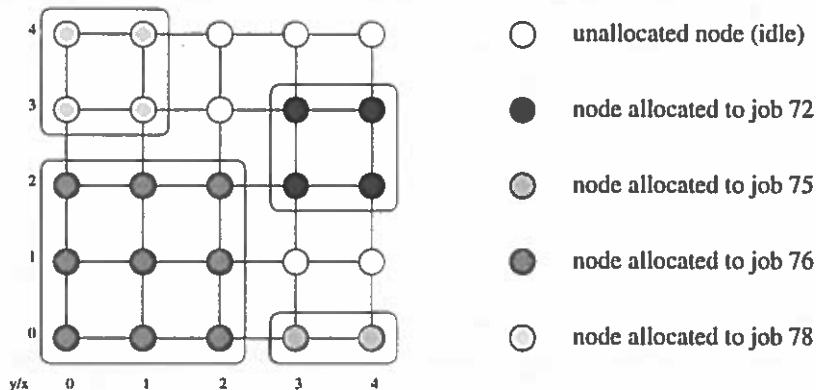 4
3
2
1
0
y/x 0 1 2 3 4
unallocated node (idle)
node allocated to job 72
node allocated to job 75
node allocated to job 76
node allocated to job 78